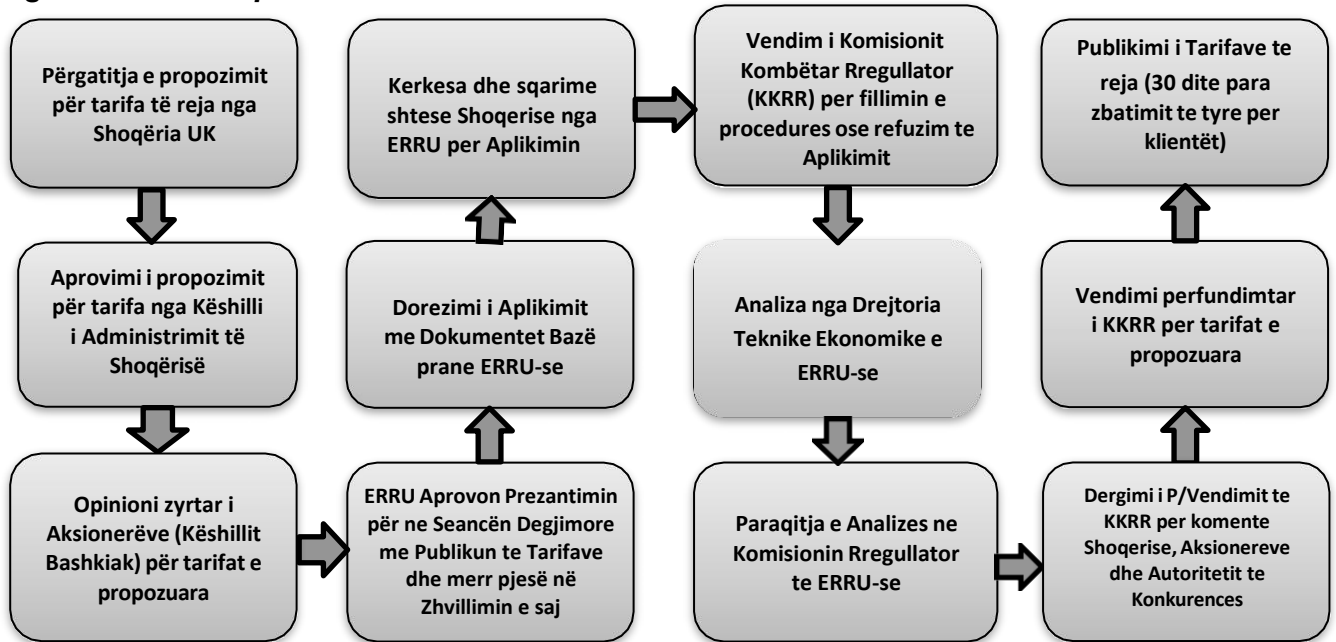 Përgatitja e propozimit
për tarifa të reja nga
Shoqëria UK
Aprovimi i propozimit
për tarifa nga Këshilli
i Administrimit të
Shoqërisë
Opinioni zyrtar i
Aksionerëve (Këshillit
Bashkiak) për tarifat e
propozuara
ERRU Aprovon Prezantimin
për ne Seancën Degjimore
me Publikun te Tarifave
dhe merr pjesë në
Zhvillimin e saj
Dorezimi i Aplikimit
me Dokumentet Bazë
prane ERRU-se
Kerkesa dhe sqarime
shtese Shoqerise nga
ERRU per Aplikimin
Vendim i Komisionit
Kombëtar Rregullator
(KKRR) per fillimin e
procedures ose refuzim te
Aplikimit
Analiza nga Drejtoria
Teknike Ekonomike e
ERRU-se
Paraqitja e Analizes ne
Komisionin Rregullator
te ERRU-se
Dergimi i P/Vendimit te
KKRR per komente
Shoqerise, Aksionereve
dhe Autoritetit te
Konkurences
Vendimi perfundimtar
i KKRR per tarifat e
propozuara
Publikimi i Tarifave te
reja (30 dite para
zbatimit te tyre per
klientët)